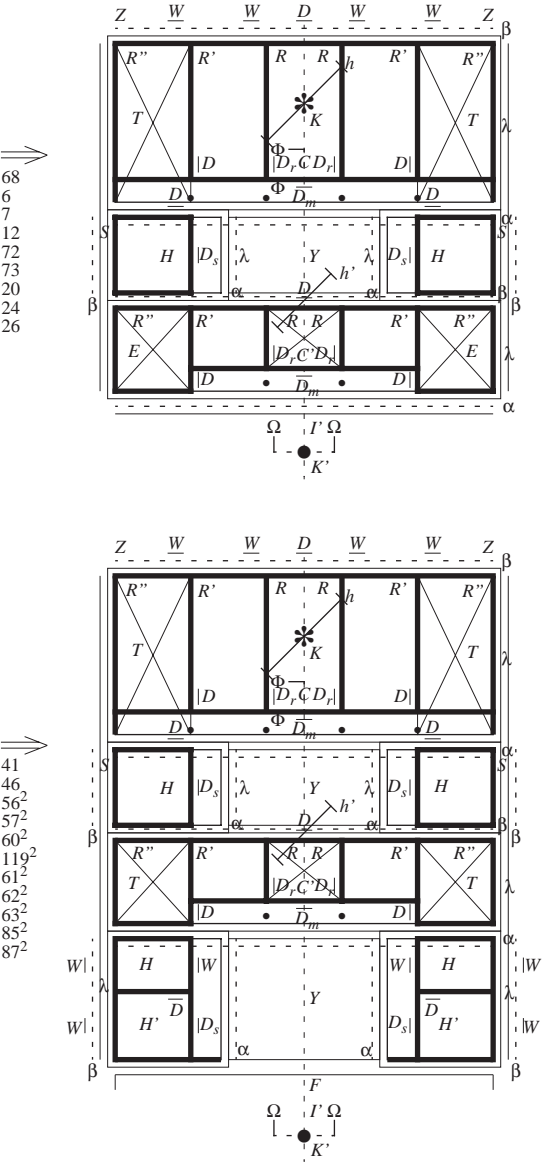 Z W W D W W Z
β
R” R’ R R h R’ R”
T K T λ
Φ
|D |D_r C D_r| D|
D Φ D_m D
α
S H |D_s λ Y λ D_s| H S
h’
β α D α β β
R” R’ R R R’ R”
E |D_r C’ D_r| E λ
|D D_m D|
α
Ω I’ Ω
K’
68
6
7
12
72
73
20
24
26
Z W W D W W Z
β
R” R’ R R h R’ R”
T K T λ
Φ
|D |D_r C D_r| D|
D Φ D_m D
α
S H |D_s λ Y λ D_s| H S
h’
β α D α β β
R” R’ R R R’ R”
T |D_r C’ D_r| T λ
|D D_m D|
α
W| H |W W| H |W
λ D Y D λ
W| H’ |D_s D_s| H’ |W
β α α β
F
Ω I’ Ω
K’
41
46
56²
57²
60²
119²
61²
62²
63²
85²
87²